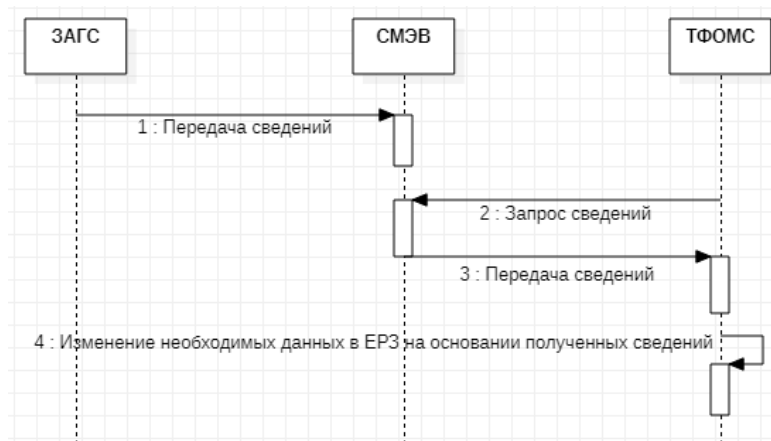 ЗАГС
СМЭВ
ТФОМС
1 : Передача сведений
2 : Запрос сведений
3 : Передача сведений
4 : Изменение необходимых данных в ЕРЗ на основании полученных сведений